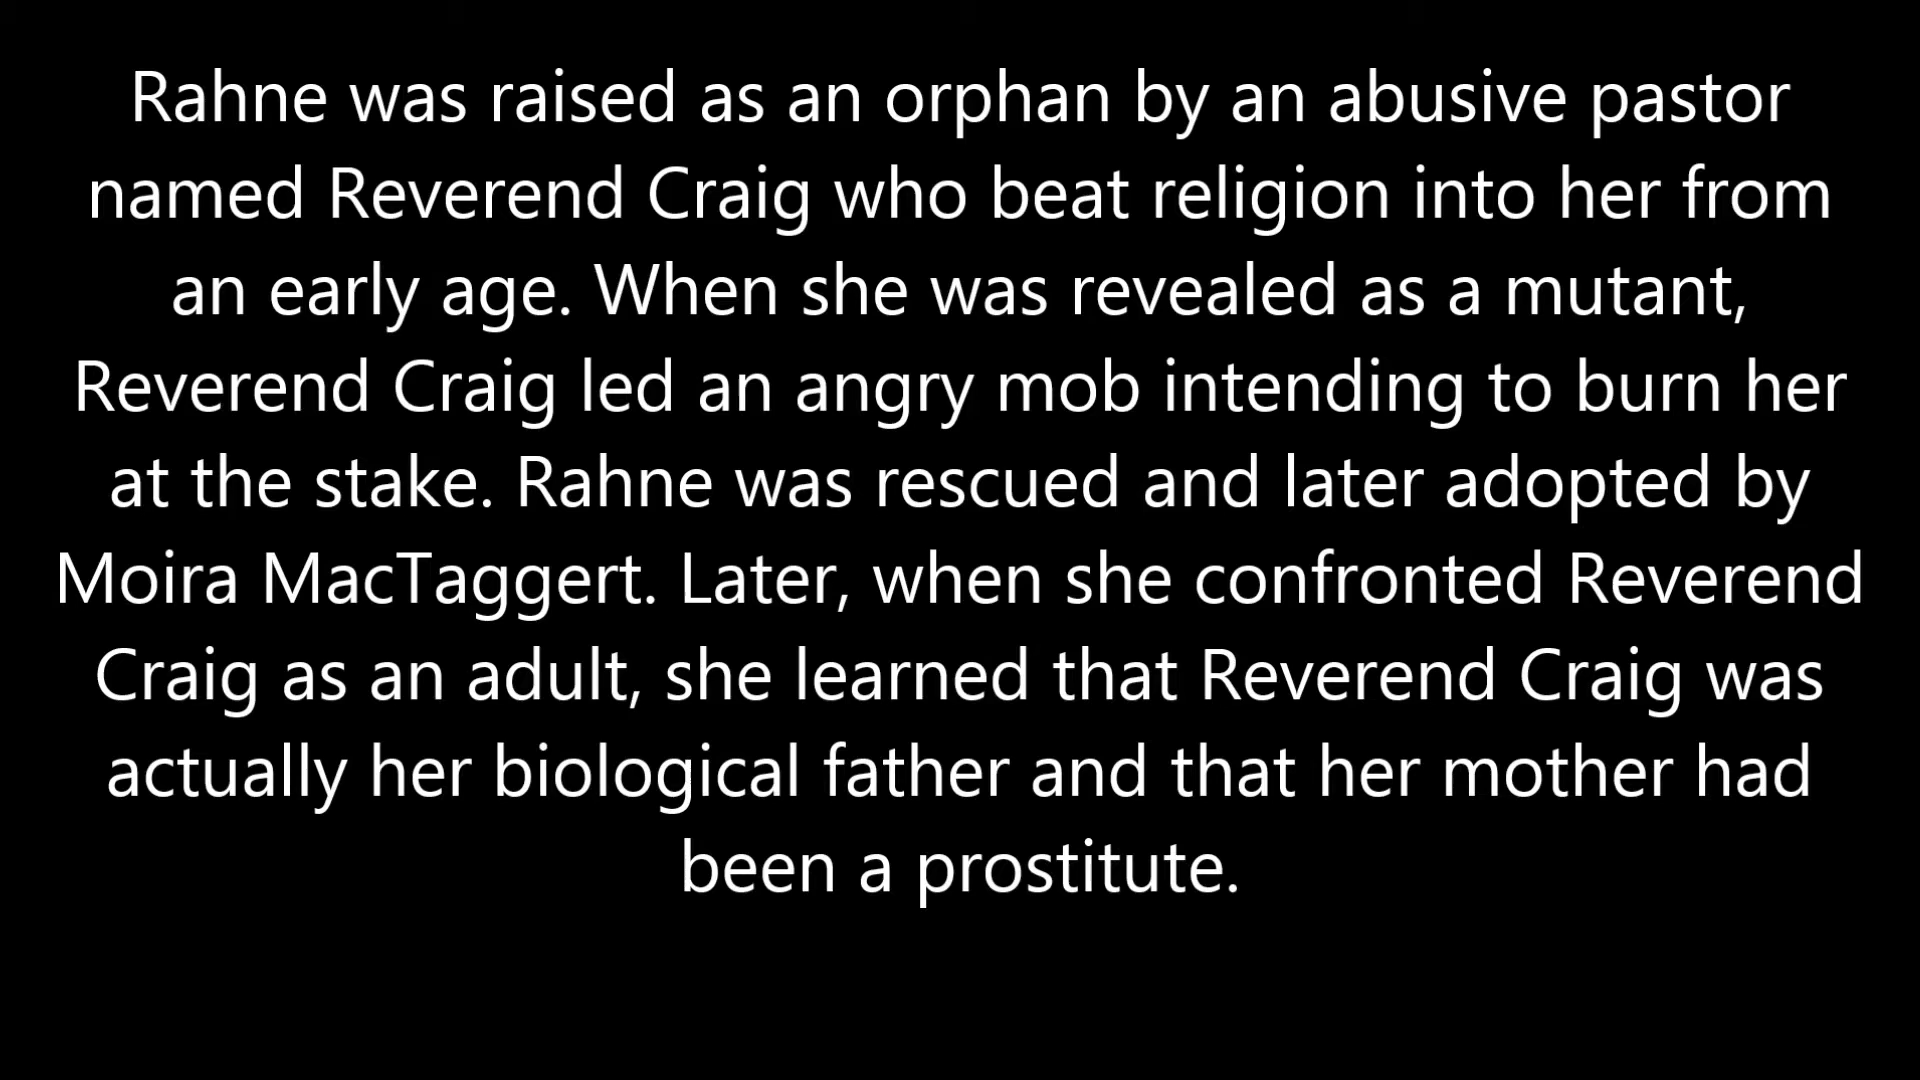 Rahne was raised as an orphan by an abusive pastor
named Reverend Craig who beat religion into her from
an early age. When she was revealed as a mutant,
Reverend Craig led an angry mob intending to burn her
at the stake. Rahne was rescued and later adopted by
Moira MacTaggert. Later, when she confronted Reverend
Craig as an adult, she learned that Reverend Craig was
actually her biological father and that her mother had
been a prostitute.